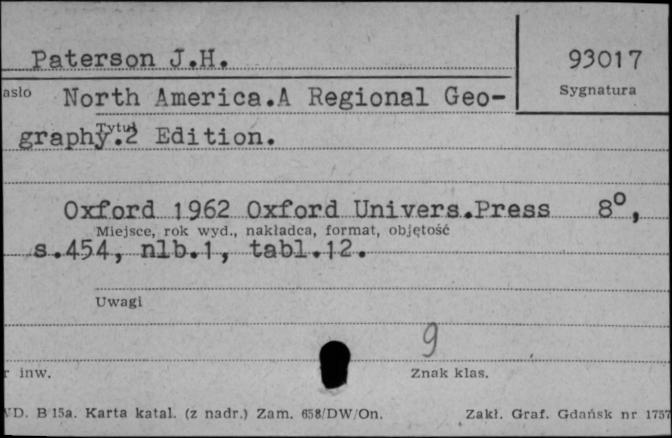 Paterson J.H.
93017
Sygnatura
asło
North America.A Regional Geo-
Tytuł
graphy.2 Edition.
Oxford 1962 Oxford Univers.Press 8°,
Miejsce, rok wyd., nakładca, format, objętość
s.454, nlb.1, tabl.12.
Uwagi
9
r inw.
Znak klas.
VD. B 15a. Karta katal. (z nadr.) Zam. 658/DW/On.
Zakł. Graf. Gdańsk nr 1757